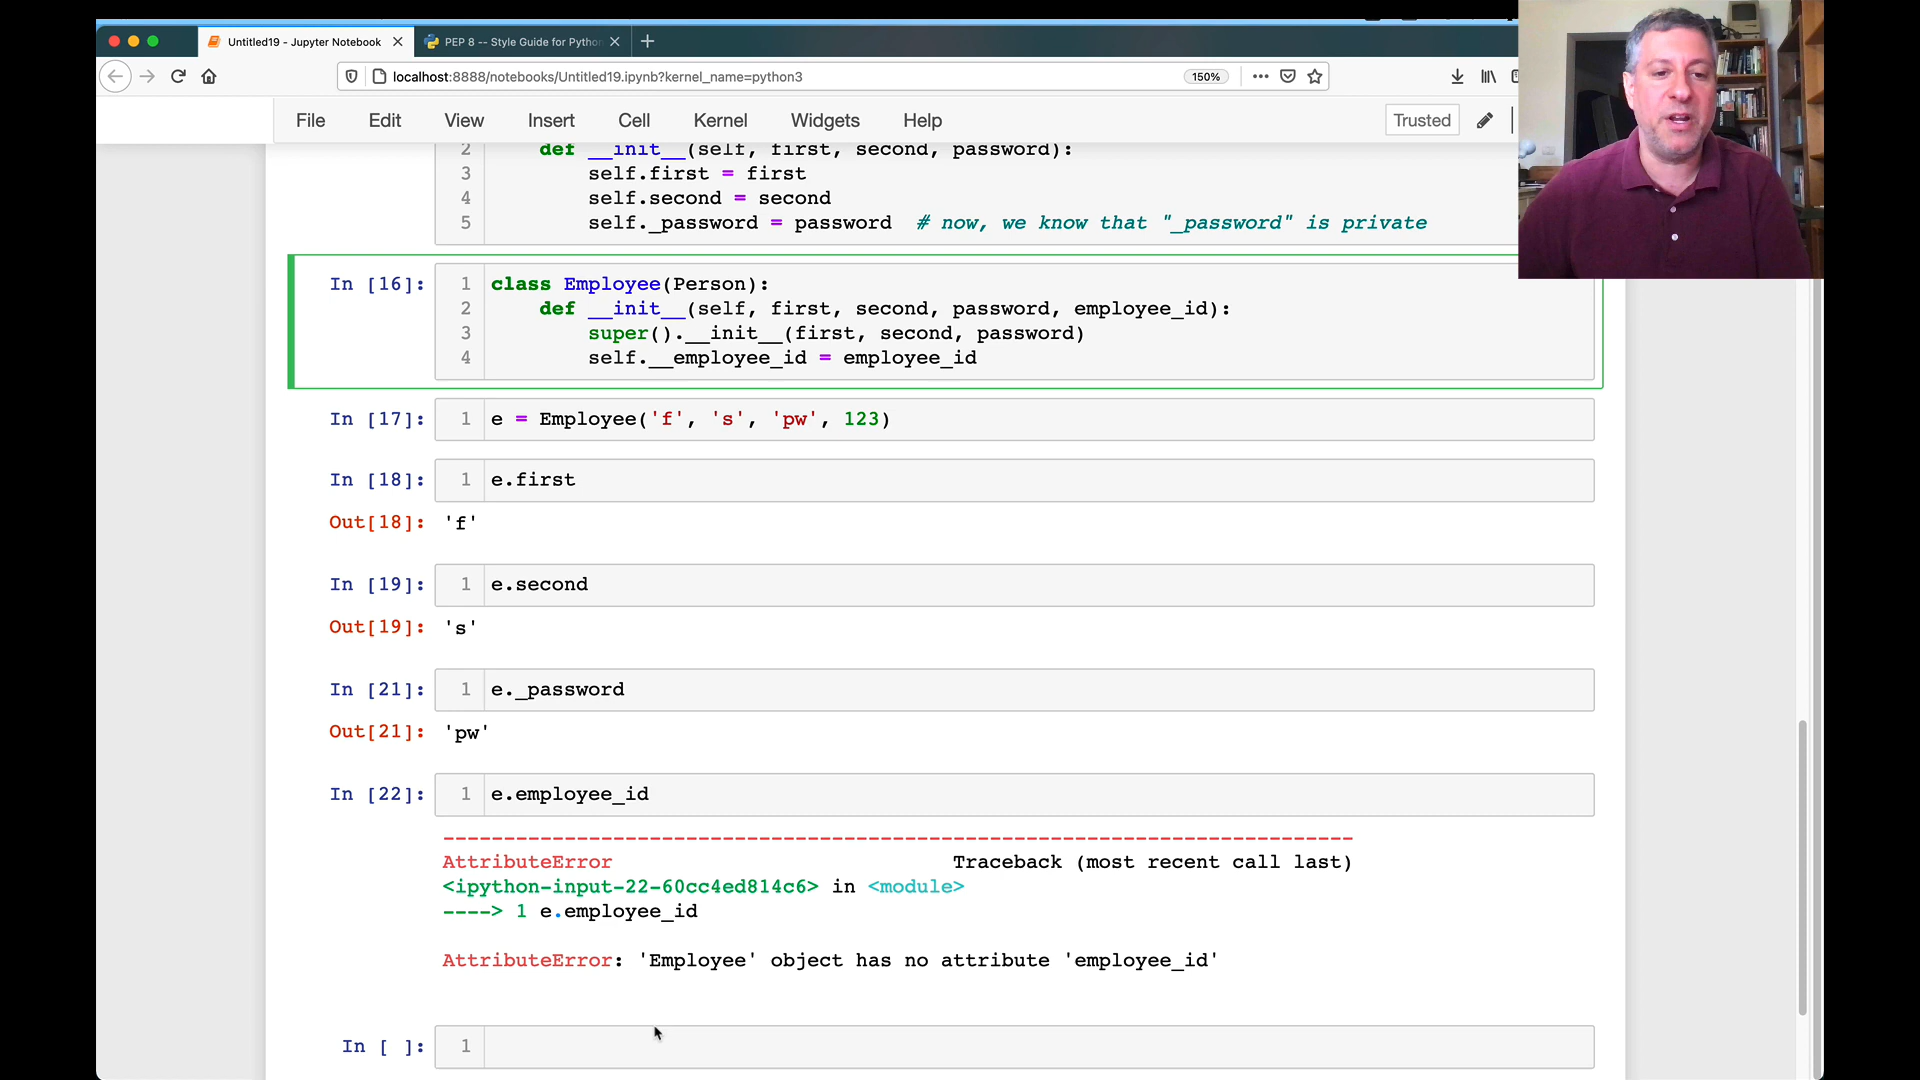 Untitled19 - Jupyter Notebook
PEP 8 -- Style Guide for Python
localhost:8888/notebooks/Untitled19.ipynb?kernel_name=python3
150%
File Edit View Insert Cell Kernel Widgets Help Trusted
2 def __init__(self, first, second, password):
3 self.first = first
4 self.second = second
5 self._password = password # now, we know that "_password" is private
In [16]: 1 class Employee(Person):
2 def __init__(self, first, second, password, employee_id):
3 super().__init__(first, second, password)
4 self.__employee_id = employee_id
In [17]: 1 e = Employee('f', 's', 'pw', 123)
In [18]: 1 e.first
Out[18]: 'f'
In [19]: 1 e.second
Out[19]: 's'
In [21]: 1 e._password
Out[21]: 'pw'
In [22]: 1 e.employee_id
---------------------------------------------------------------------------
AttributeError Traceback (most recent call last)
<ipython-input-22-60cc4ed814c6> in <module>
----> 1 e.employee_id
AttributeError: 'Employee' object has no attribute 'employee_id'
In [ ]: 1